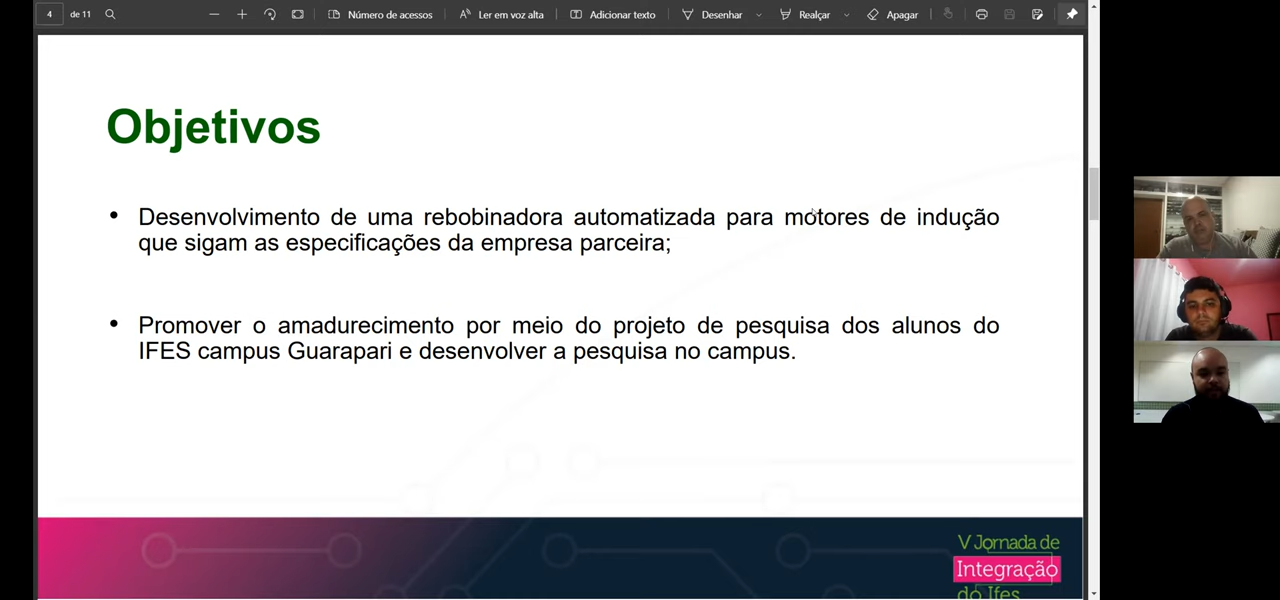 4 de 11 Número de acessos Ler em voz alta Adicionar texto Desenhar Realçar Apagar
Objetivos
• Desenvolvimento de uma rebobinadora automatizada para motores de indução
que sigam as especificações da empresa parceira;
• Promover o amadurecimento por meio do projeto de pesquisa dos alunos do
IFES campus Guarapari e desenvolver a pesquisa no campus.
V Jornada de
Integração
do Ifes